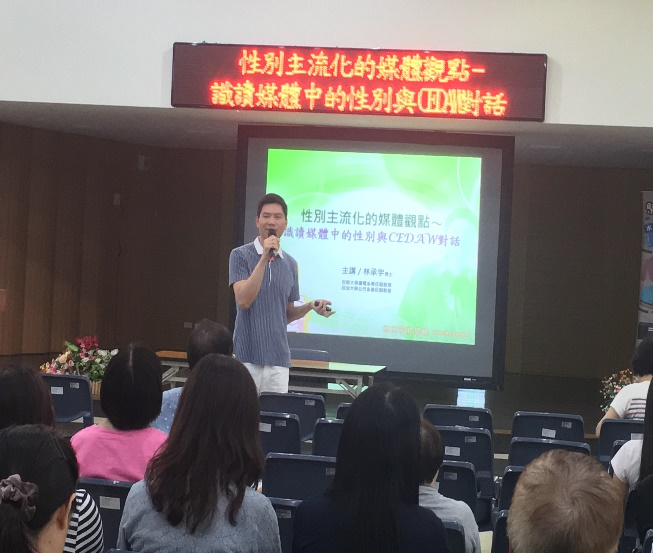 性別主流化的媒體觀點-
識讀媒體中的性別與CEDAW對話
性別主流化的媒體觀點～
識讀媒體中的性別與CEDAW對話
主講／林承宇博士